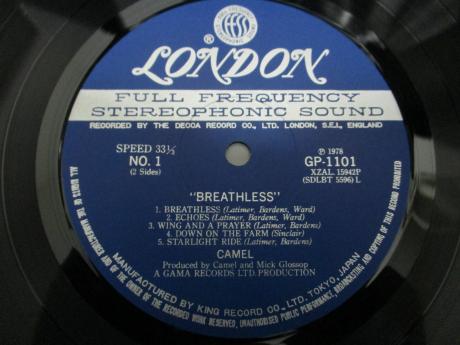 LONDON
®
FULL FREQUENCY
STEREOPHONIC SOUND
RECORDED BY THE DECCA RECORD CO., LTD. LONDON, S.E.I., ENGLAND
SPEED 33⅓
NO. 1
(2 Sides)
℗ 1978
GP-1101
XZAL. 15942P
(SDLBT 5596) L
"BREATHLESS"
1. BREATHLESS (Latimer, Bardens, Ward)
2. ECHOES (Latimer, Bardens, Ward)
3. WING AND A PRAYER (Latimer, Bardens)
4. DOWN ON THE FARM (Sinclair)
5. STARLIGHT RIDE (Latimer, Bardens)
CAMEL
Produced by Camel and Mick Glossop
A GAMA RECORDS LTD. PRODUCTION
MANUFACTURED BY KING RECORD CO., LTD. TOKYO, JAPAN
ALL RIGHTS OF THE MANUFACTURER AND OF THE OWNER OF THE RECORDED WORK RESERVED, UNAUTHORISED PUBLIC PERFORMANCE, BROADCASTING AND COPYING OF THIS RECORD PROHIBITED